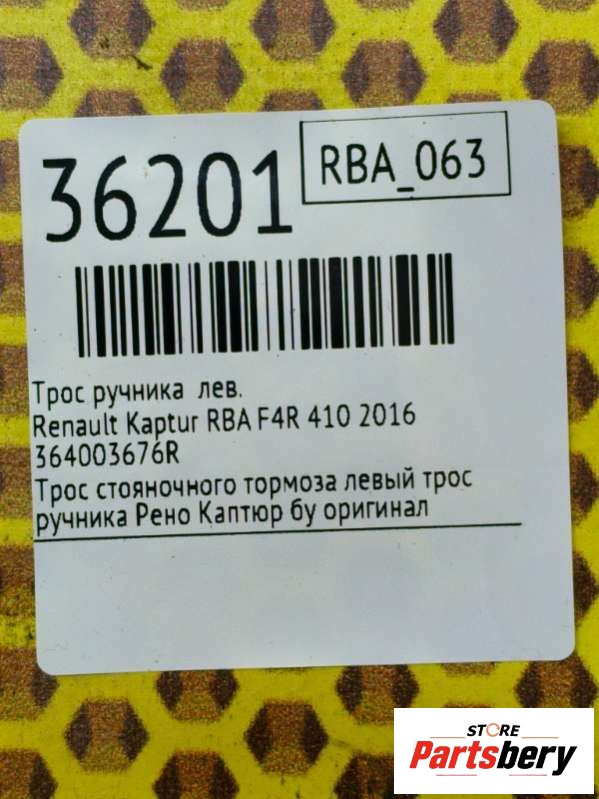 36201
RBA_063
Трос ручника лев.
Renault Kaptur RBA F4R 410 2016
364003676R
Трос стояночного тормоза левый трос
ручника Рено Каптюр бу оригинал
STORE
Partsbery